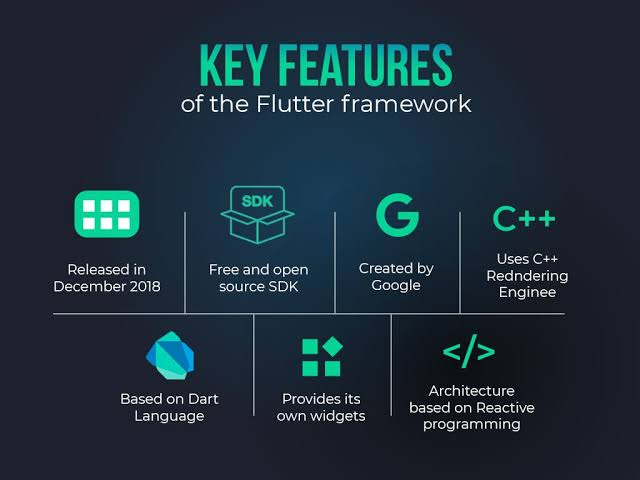 KEY FEATURES
of the Flutter framework
SDK
C++
Released in
December 2018
Free and open
source SDK
Created by
Google
Uses C++
Redndering
Enginee
</>
Based on Dart
Language
Provides its
own widgets
Architecture
based on Reactive
programming